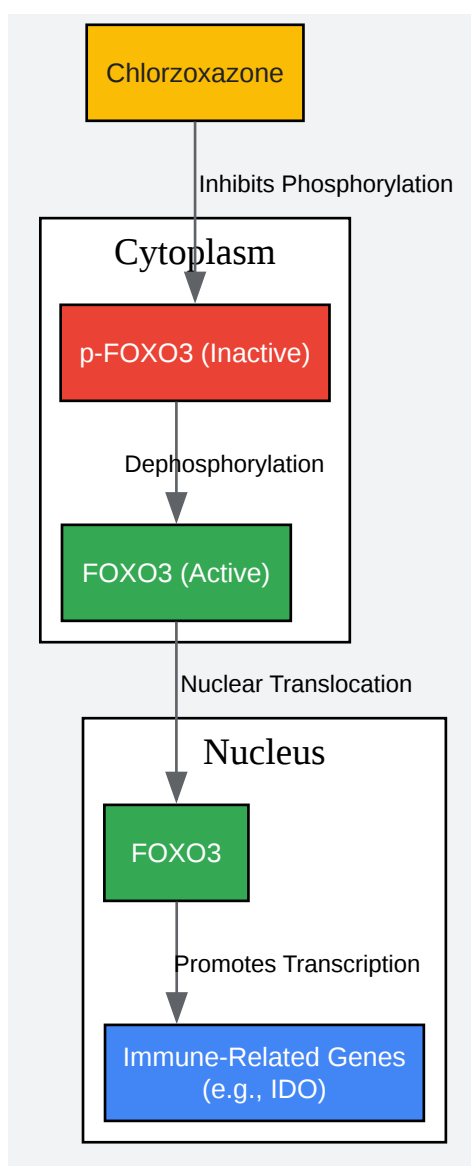 Chlorzoxazone
Inhibits Phosphorylation
Cytoplasm
p-FOXO3 (Inactive)
Dephosphorylation
FOXO3 (Active)
Nuclear Translocation
Nucleus
FOXO3
Promotes Transcription
Immune-Related Genes
(e.g., IDO)